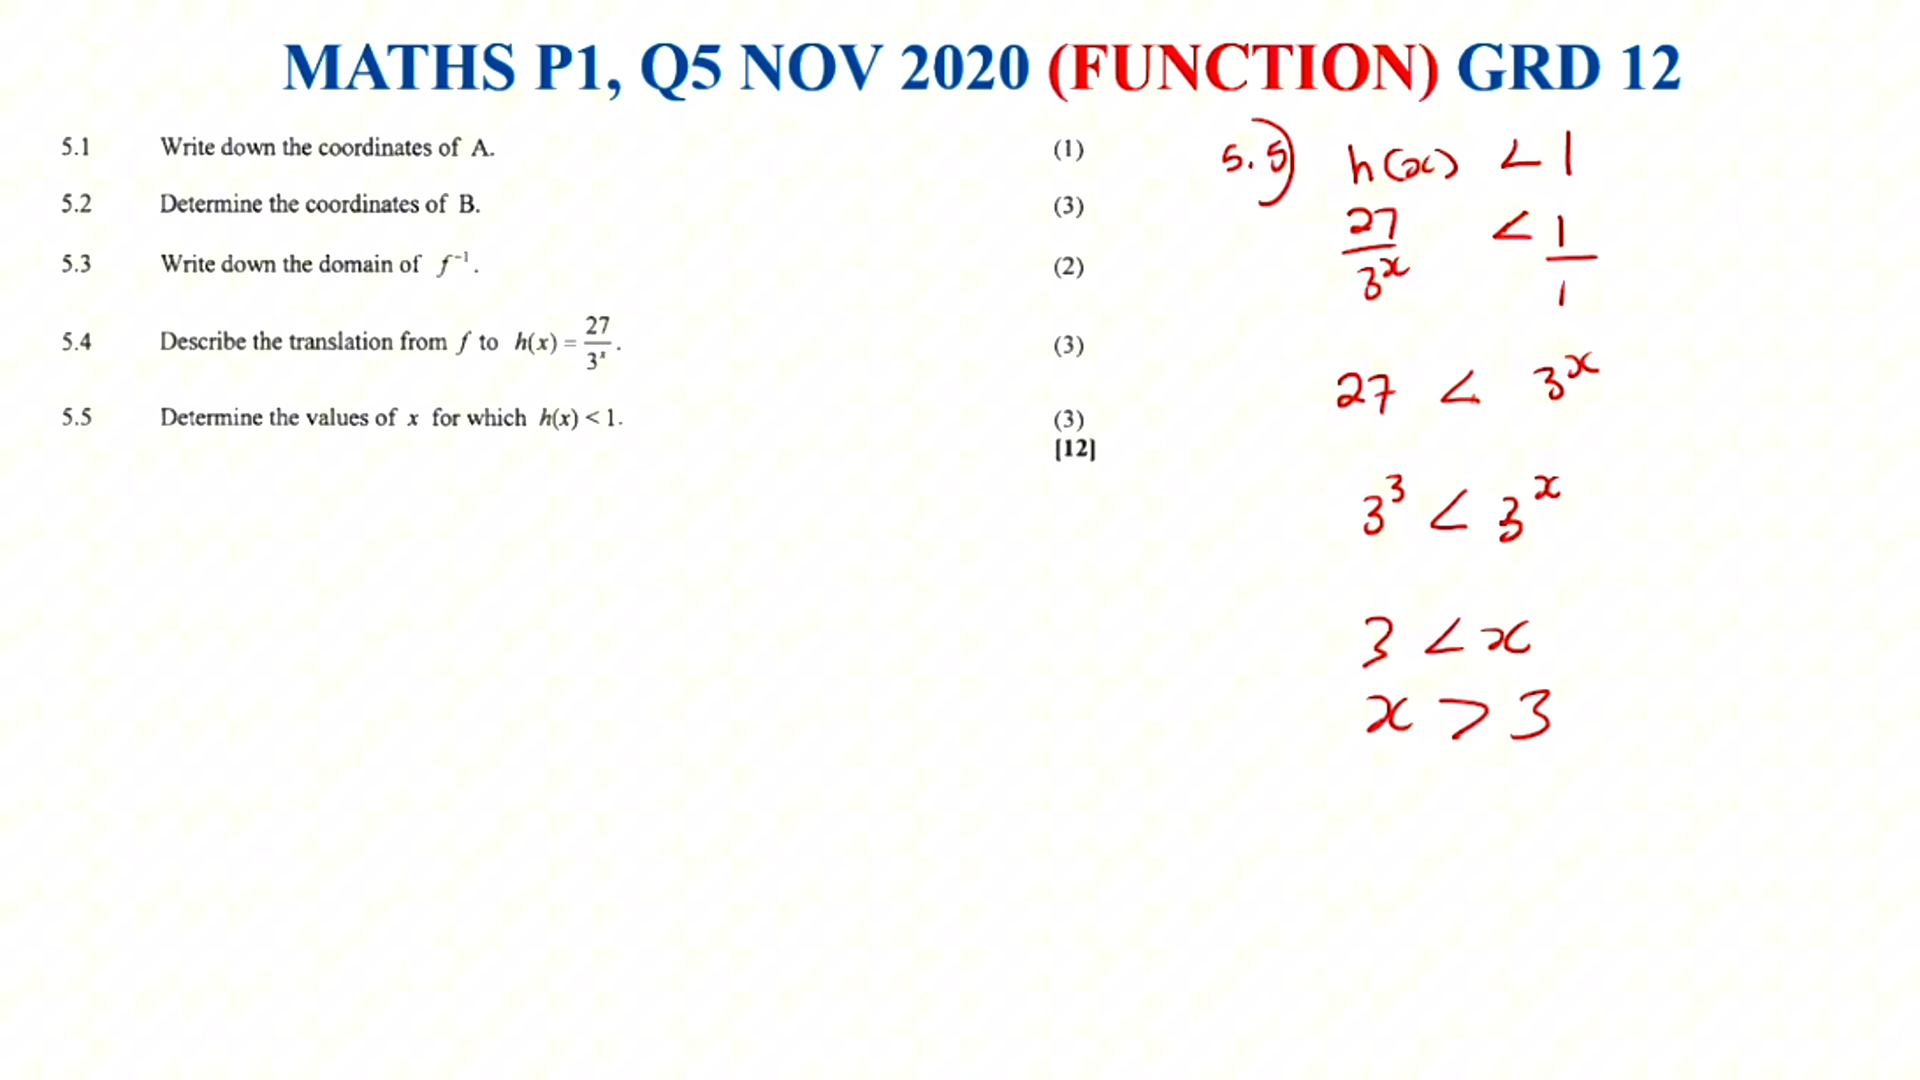 MATHS P1, Q5 NOV 2020 (FUNCTION) GRD 12
5.1 Write down the coordinates of A. (1)
5.2 Determine the coordinates of B. (3)
5.3 Write down the domain of f⁻¹. (2)
5.4 Describe the translation from f to h(x) = 27/3ˣ. (3)
5.5 Determine the values of x for which h(x) < 1. (3)
[12]
5.5) h(x) < 1
27/3ˣ < 1/1
27 < 3ˣ
3³ < 3ˣ
3 < x
x > 3